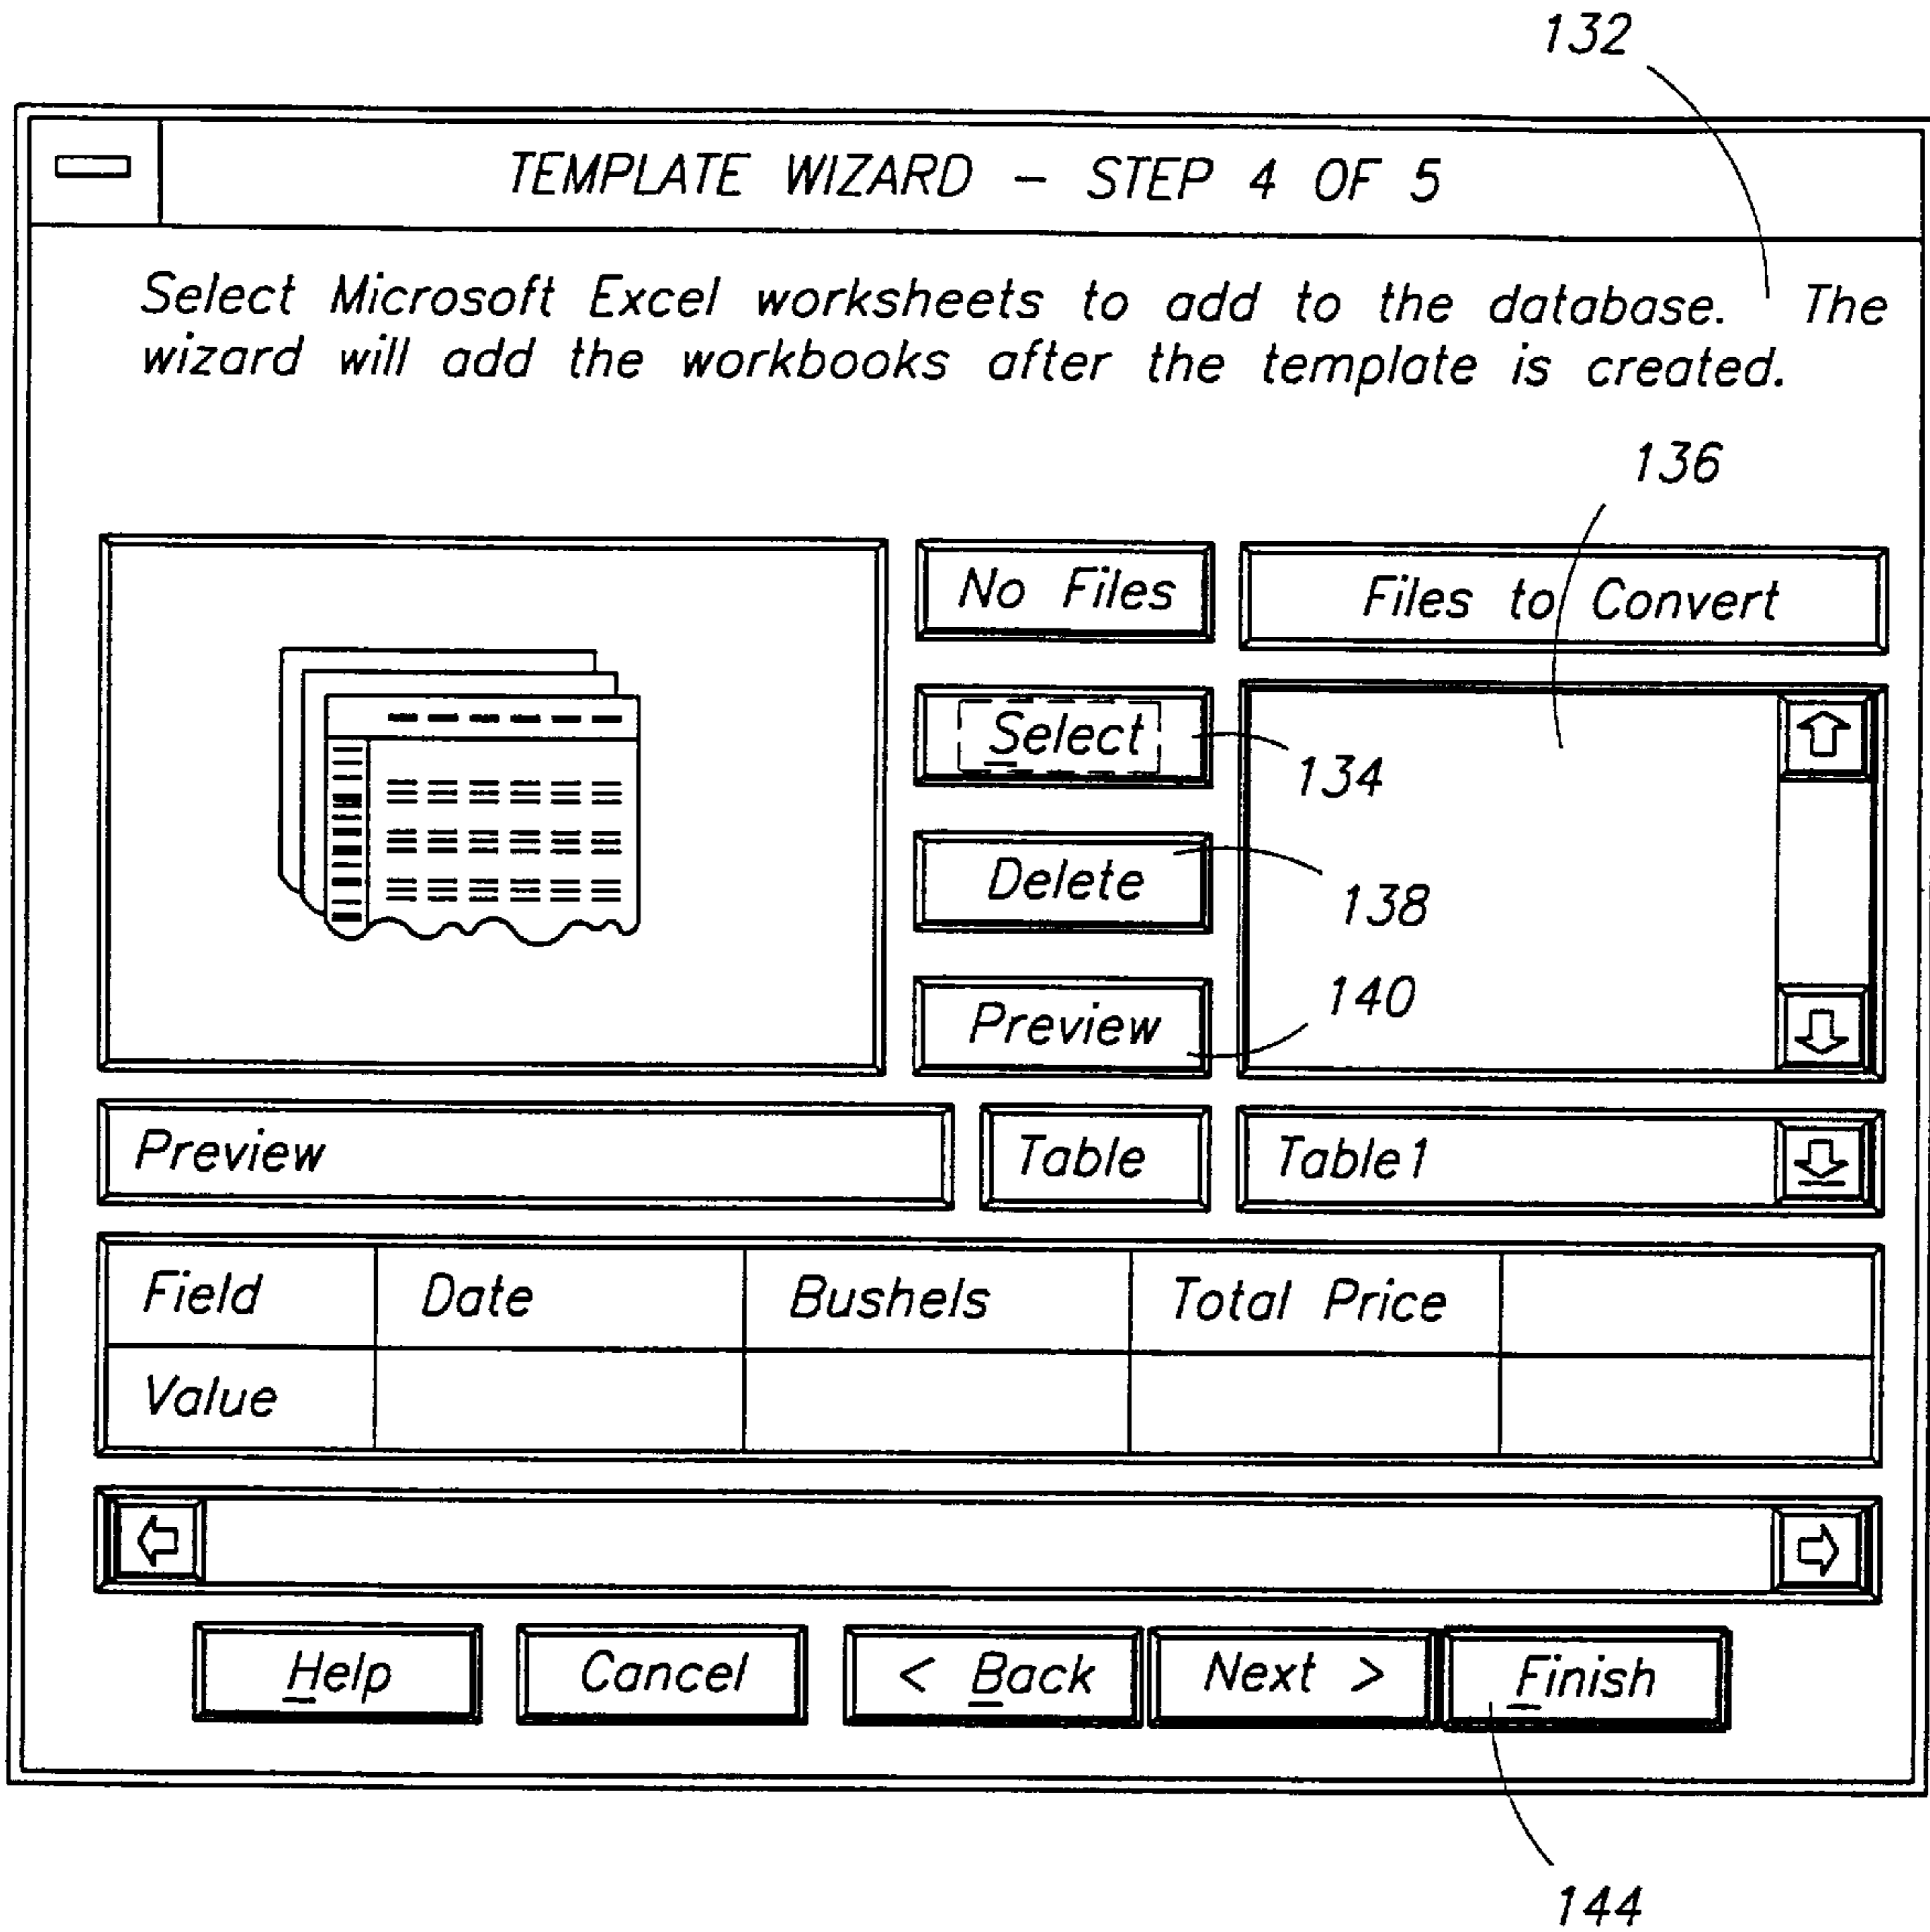 132
TEMPLATE WIZARD – STEP 4 OF 5
Select Microsoft Excel worksheets to add to the database. The
wizard will add the workbooks after the template is created.
136
No Files
Files to Convert
Select
134
Delete
138
Preview
140
Preview
Table
Table1
Field Date Bushels Total Price
Value
Help
Cancel
< Back
Next >
Finish
144